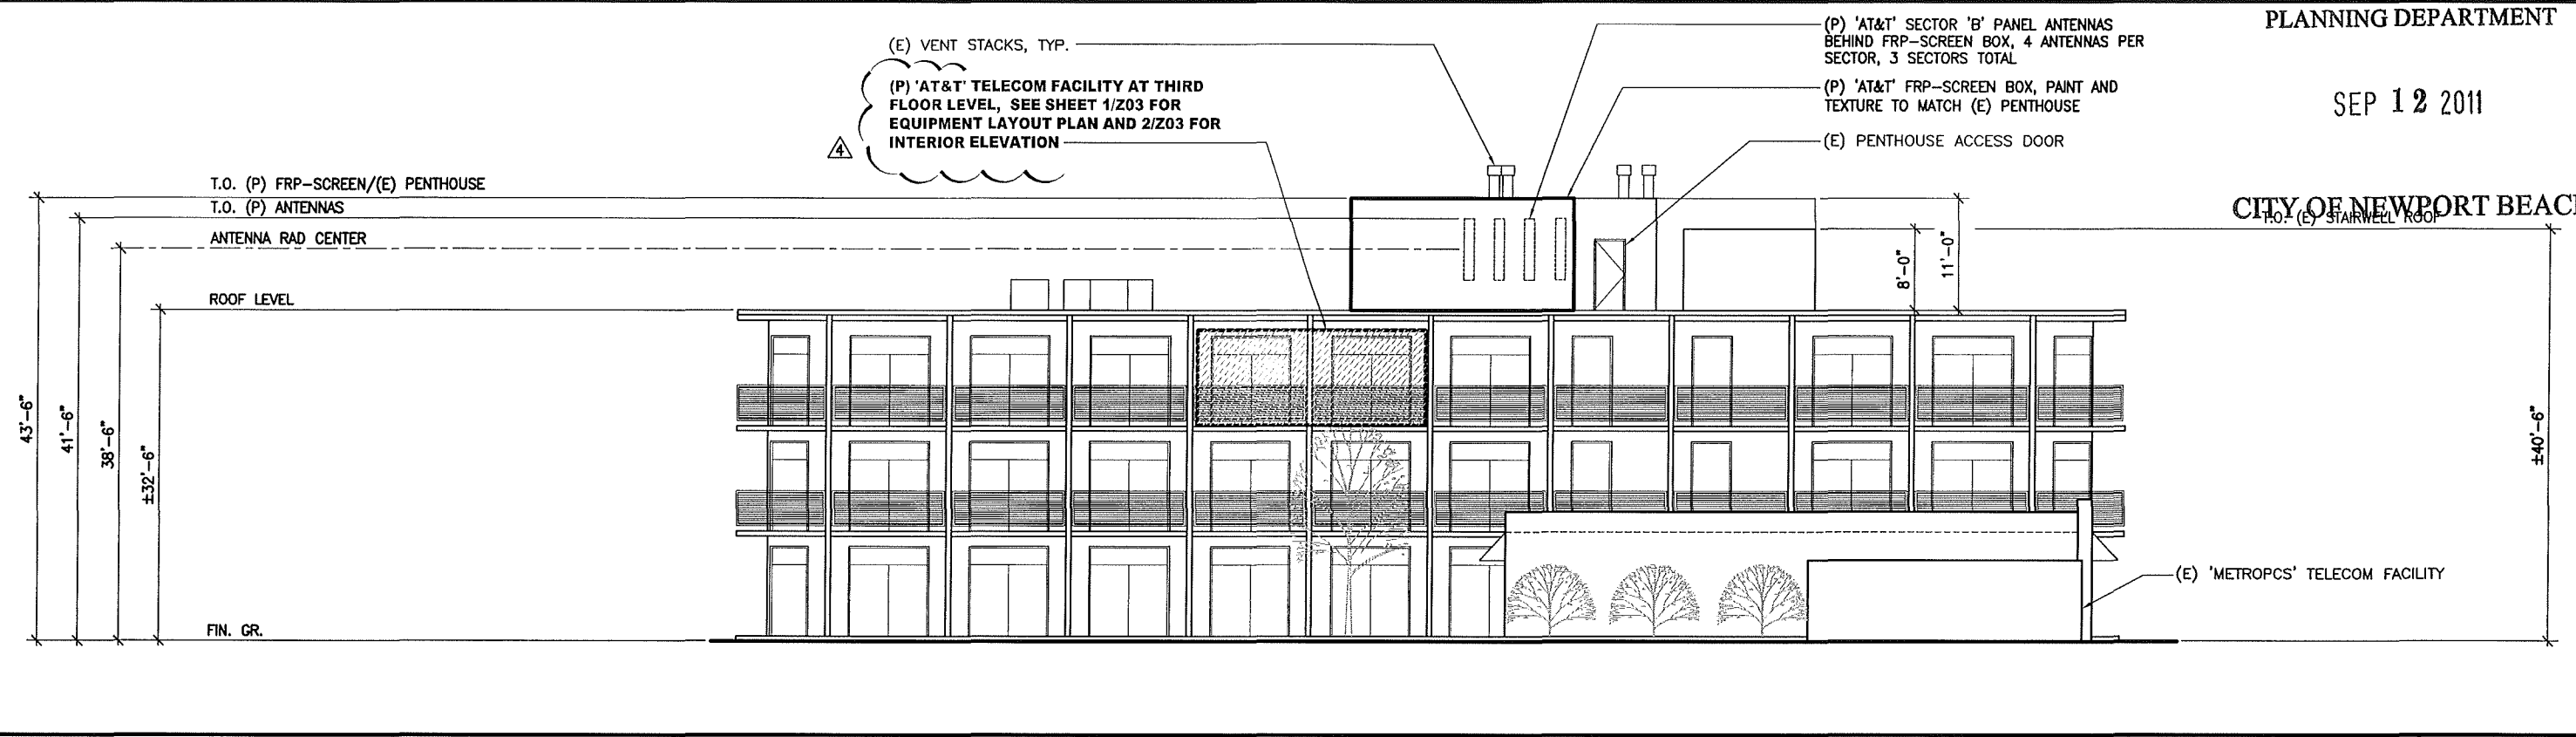 PLANNING DEPARTMENT
SEP 12 2011
CITY OF NEWPORT BEAC
(E) VENT STACKS, TYP.
(P) 'AT&T' TELECOM FACILITY AT THIRD
FLOOR LEVEL, SEE SHEET 1/Z03 FOR
EQUIPMENT LAYOUT PLAN AND 2/Z03 FOR
INTERIOR ELEVATION
4
(P) 'AT&T' SECTOR 'B' PANEL ANTENNAS
BEHIND FRP-SCREEN BOX, 4 ANTENNAS PER
SECTOR, 3 SECTORS TOTAL
(P) 'AT&T' FRP-SCREEN BOX, PAINT AND
TEXTURE TO MATCH (E) PENTHOUSE
(E) PENTHOUSE ACCESS DOOR
T.O. (P) FRP-SCREEN/(E) PENTHOUSE
T.O. (P) ANTENNAS
ANTENNA RAD CENTER
ROOF LEVEL
FIN. GR.
43'-6"
41'-6"
38'-6"
±32'-6"
8'-0"
11'-0"
T.O. (E) STAIRWELL ROOF
±40'-6"
(E) 'METROPCS' TELECOM FACILITY